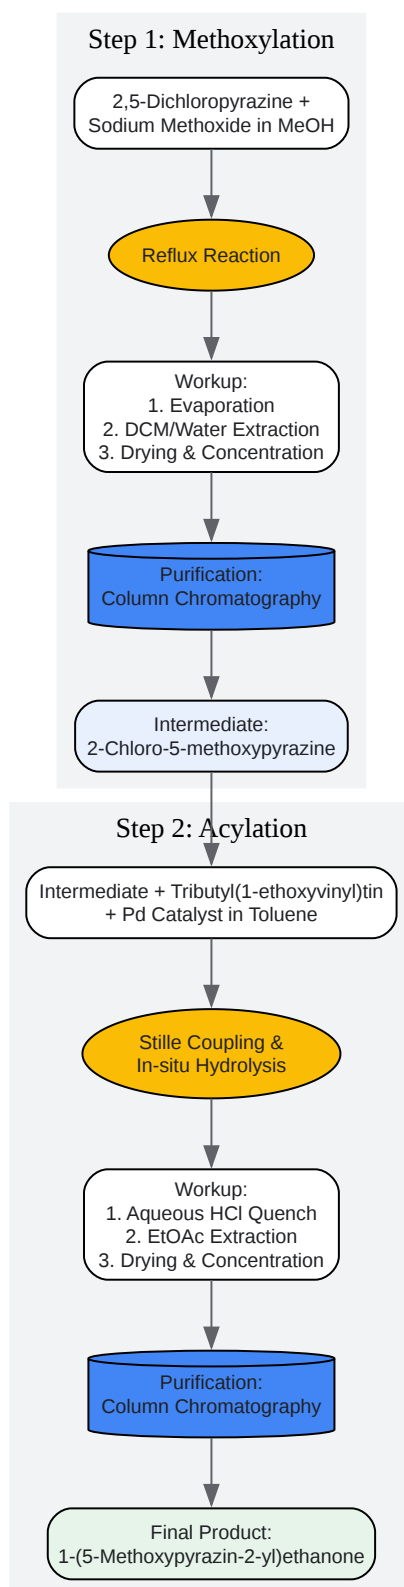 Step 1: Methoxylation
2,5-Dichloropyrazine +
Sodium Methoxide in MeOH
Reflux Reaction
Workup:
1. Evaporation
2. DCM/Water Extraction
3. Drying & Concentration
Purification:
Column Chromatography
Intermediate:
2-Chloro-5-methoxypyrazine
Step 2: Acylation
Intermediate + Tributyl(1-ethoxyvinyl)tin
+ Pd Catalyst in Toluene
Stille Coupling &
In-situ Hydrolysis
Workup:
1. Aqueous HCl Quench
2. EtOAc Extraction
3. Drying & Concentration
Purification:
Column Chromatography
Final Product:
1-(5-Methoxypyrazin-2-yl)ethanone